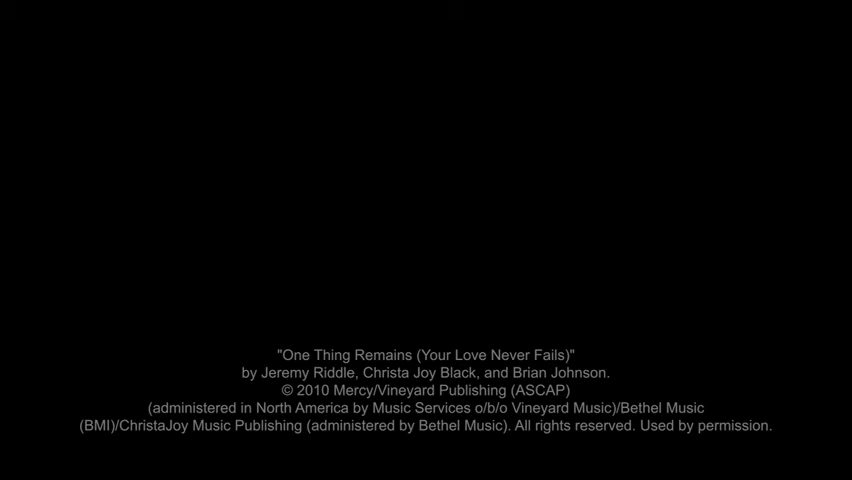 "One Thing Remains (Your Love Never Fails)"
by Jeremy Riddle, Christa Joy Black, and Brian Johnson.
© 2010 Mercy/Vineyard Publishing (ASCAP)
(administered in North America by Music Services o/b/o Vineyard Music)/Bethel Music
(BMI)/ChristaJoy Music Publishing (administered by Bethel Music). All rights reserved. Used by permission.